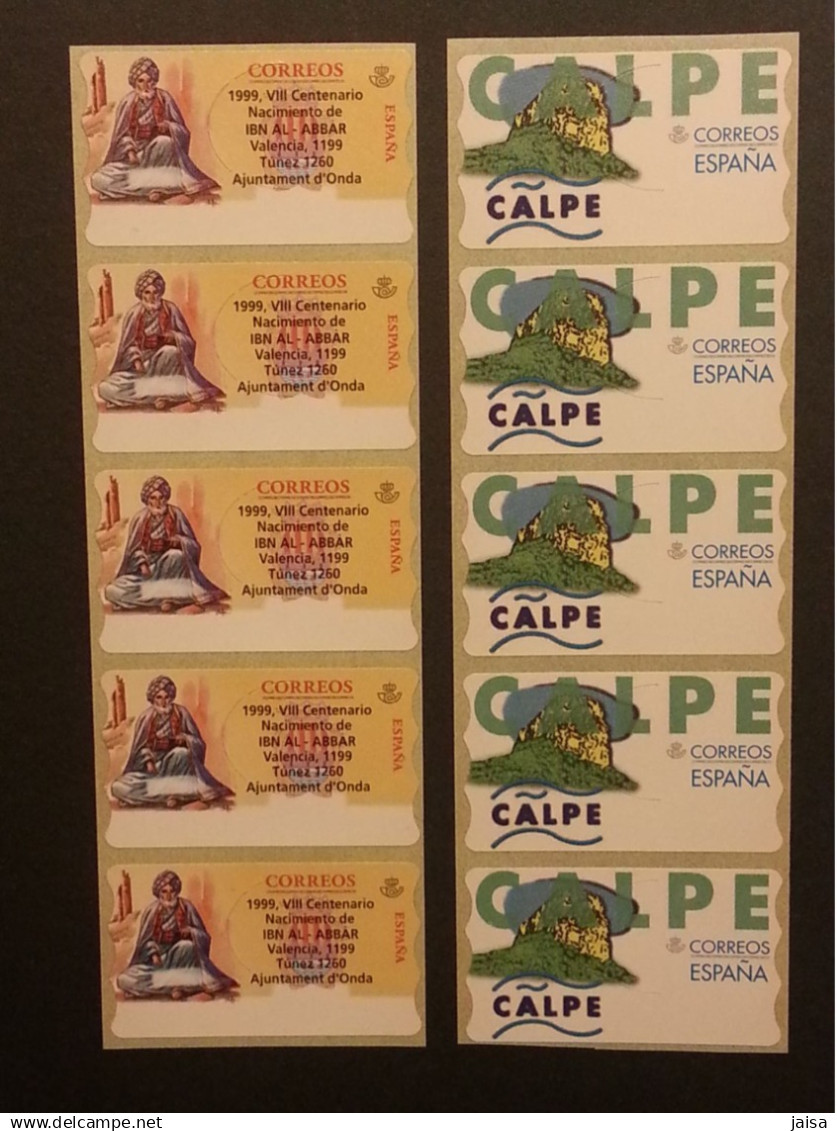 CORREOS
1999, VIII Centenario
Nacimiento de
IBN AL - ABBAR
Valencia, 1199
Túnez 1260
Ajuntament d'Onda
ESPAÑA
CORREOS
1999, VIII Centenario
Nacimiento de
IBN AL - ABBAR
Valencia, 1199
Túnez 1260
Ajuntament d'Onda
ESPAÑA
CORREOS
1999, VIII Centenario
Nacimiento de
IBN AL - ABBAR
Valencia, 1199
Túnez 1260
Ajuntament d'Onda
ESPAÑA
CORREOS
1999, VIII Centenario
Nacimiento de
IBN AL - ABBAR
Valencia, 1199
Túnez 1260
Ajuntament d'Onda
ESPAÑA
CORREOS
1999, VIII Centenario
Nacimiento de
IBN AL - ABBAR
Valencia, 1199
Túnez 1260
Ajuntament d'Onda
ESPAÑA
CALPE
CORREOS
ESPAÑA
CALPE
CALPE
CORREOS
ESPAÑA
CALPE
CALPE
CORREOS
ESPAÑA
CALPE
CALPE
CORREOS
ESPAÑA
CALPE
CALPE
CORREOS
ESPAÑA
CALPE
www.delcampe.net
jaisa